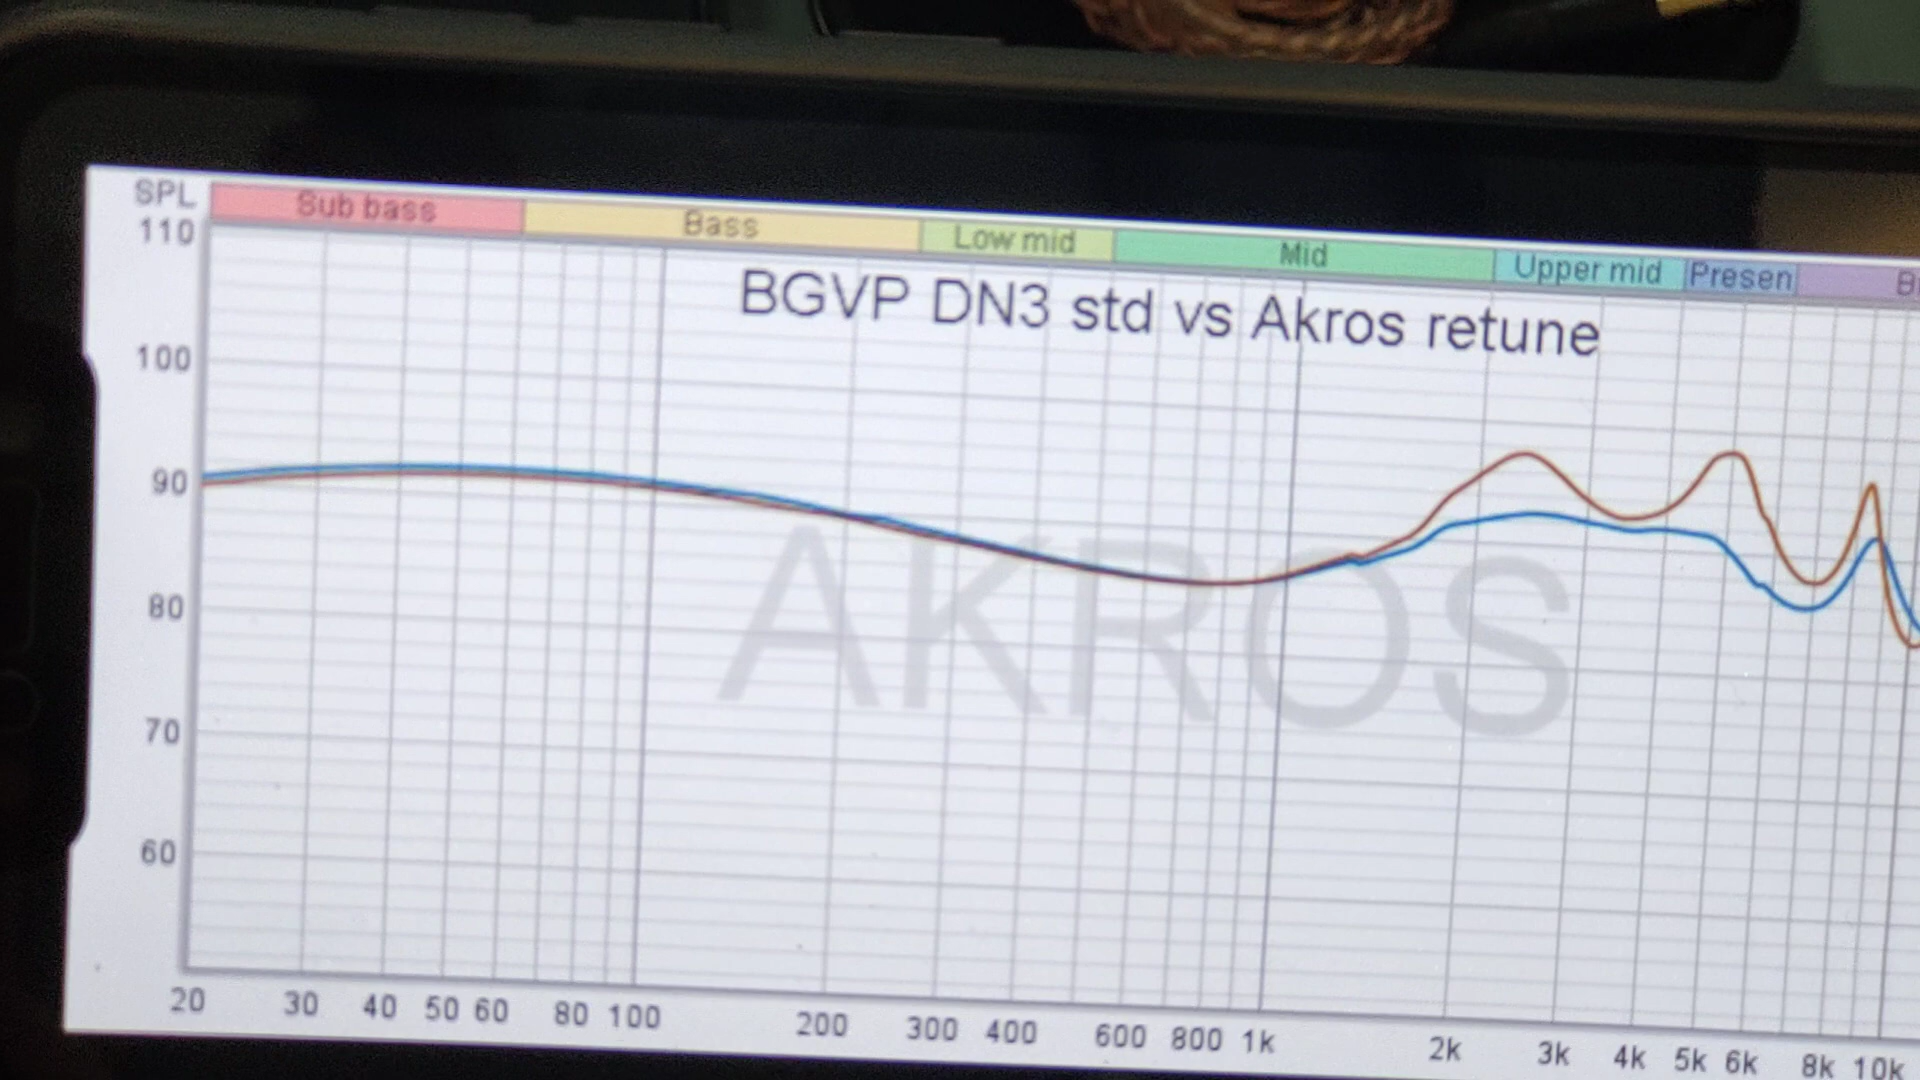 SPL
Sub bass
Bass
Low mid
Mid
Upper mid
Presen
110
BGVP DN3 std vs Akros retune
100
90
80
AKROS
70
60
20 30 40 50 60 80 100 200 300 400 600 800 1k 2k 3k 4k 5k 6k 8k 10k